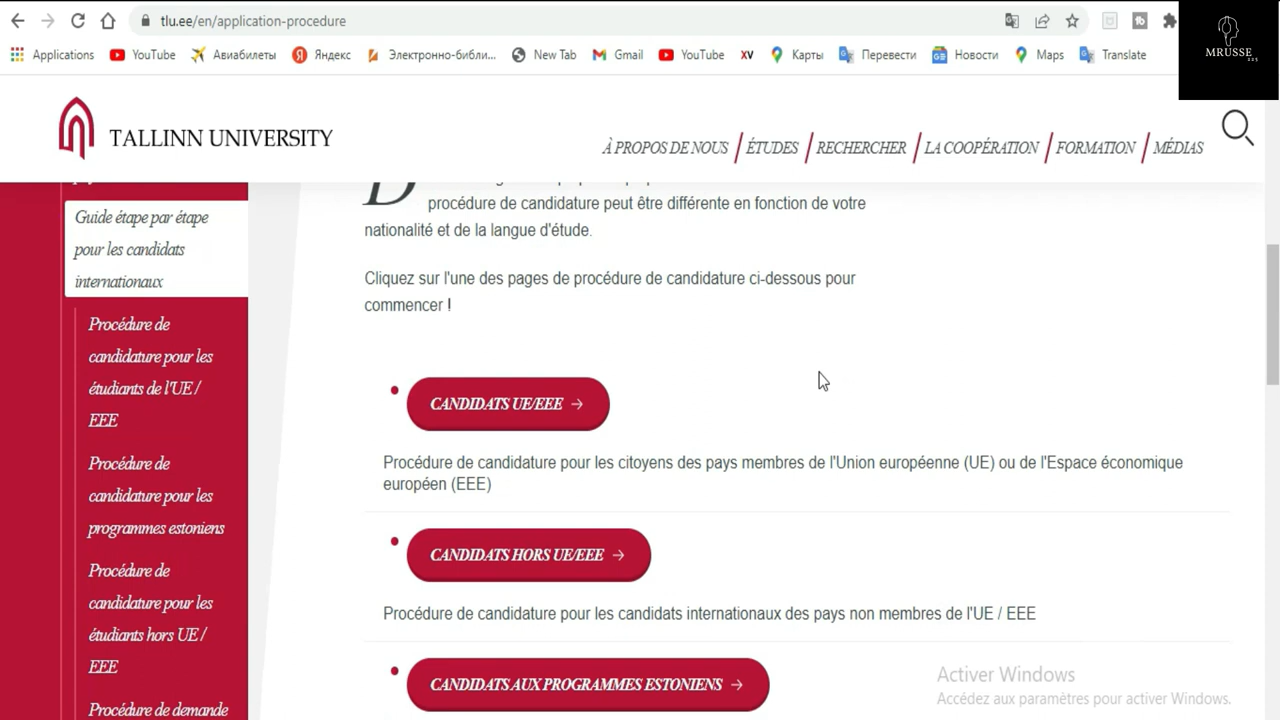 tlu.ee/en/application-procedure
Applications YouTube Авиабилеты Яндекс Электронно-библи... New Tab Gmail YouTube XV Карты Перевести Новости Maps Translate
MRUSSE
225
TALLINN UNIVERSITY
À PROPOS DE NOUS ÉTUDES RECHERCHER LA COOPÉRATION FORMATION MÉDIAS
Guide étape par étape
pour les candidats
internationaux
Procédure de
candidature pour les
étudiants de l'UE /
EEE
Procédure de
candidature pour les
programmes estoniens
Procédure de
candidature pour les
étudiants hors UE /
EEE
Procédure de demande
D
procédure de candidature peut être différente en fonction de votre
nationalité et de la langue d'étude.
Cliquez sur l'une des pages de procédure de candidature ci-dessous pour
commencer !
CANDIDATS UE/EEE →
Procédure de candidature pour les citoyens des pays membres de l'Union européenne (UE) ou de l'Espace économique
européen (EEE)
CANDIDATS HORS UE/EEE →
Procédure de candidature pour les candidats internationaux des pays non membres de l'UE / EEE
CANDIDATS AUX PROGRAMMES ESTONIENS →
Activer Windows
Accédez aux paramètres pour activer Windows.